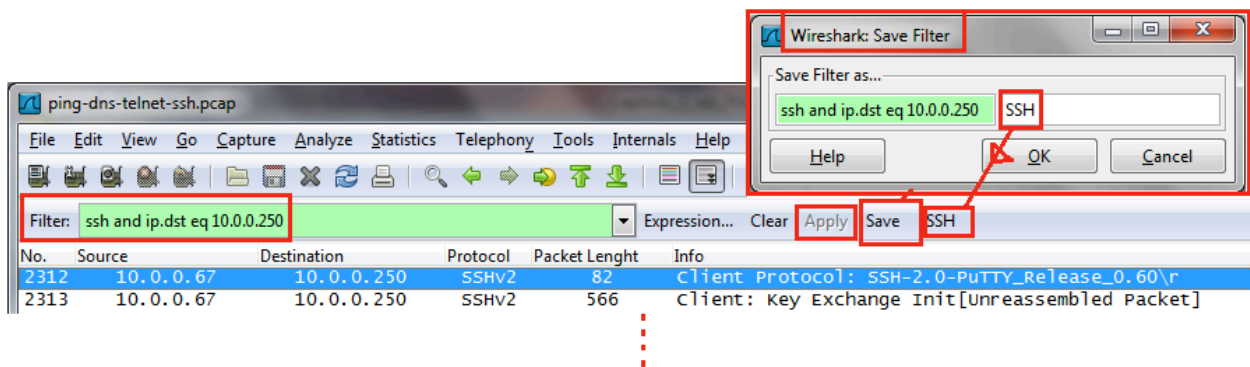 Wireshark: Save Filter
Save Filter as...
ssh and ip.dst eq 10.0.0.250 SSH
Help OK Cancel
ping-dns-telnet-ssh.pcap
File Edit View Go Capture Analyze Statistics Telephony Tools Internals Help
Filter: ssh and ip.dst eq 10.0.0.250 Expression... Clear Apply Save SSH
No. Source Destination Protocol Packet Lenght Info
2312 10.0.0.67 10.0.0.250 SSHv2 82 Client Protocol: SSH-2.0-PuTTY_Release_0.60\r
2313 10.0.0.67 10.0.0.250 SSHv2 566 Client: Key Exchange Init[Unreassembled Packet]